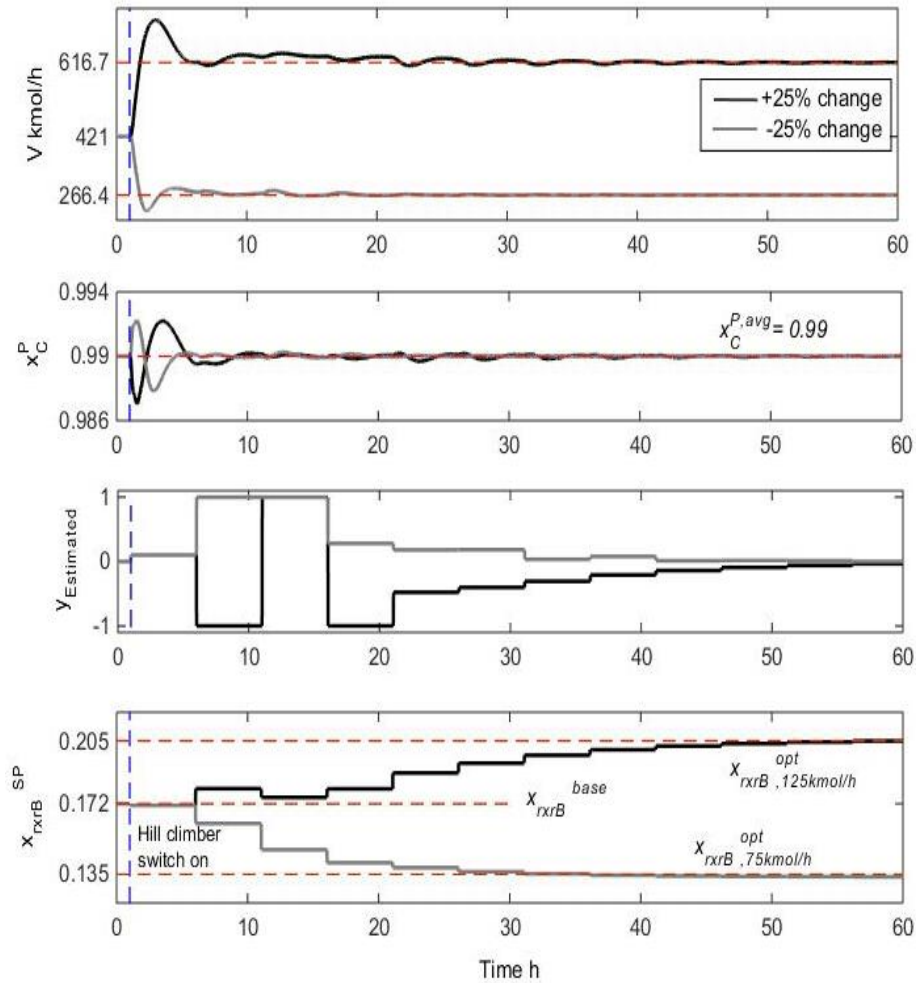 V kmol/h
616.7
421
266.4
+25% change
-25% change
0 10 20 30 40 50 60
x_C^P
0.994
0.99
0.986
x_C^{P,avg} = 0.99
0 10 20 30 40 50 60
y_Estimated
1
0
-1
0 10 20 30 40 50 60
x_rxrB^SP
0.205
0.172
0.135
Hill climber
switch on
x_rxrB^base
x_rxrB ,125kmol/h^opt
x_rxrB ,75kmol/h^opt
0 10 20 30 40 50 60
Time h